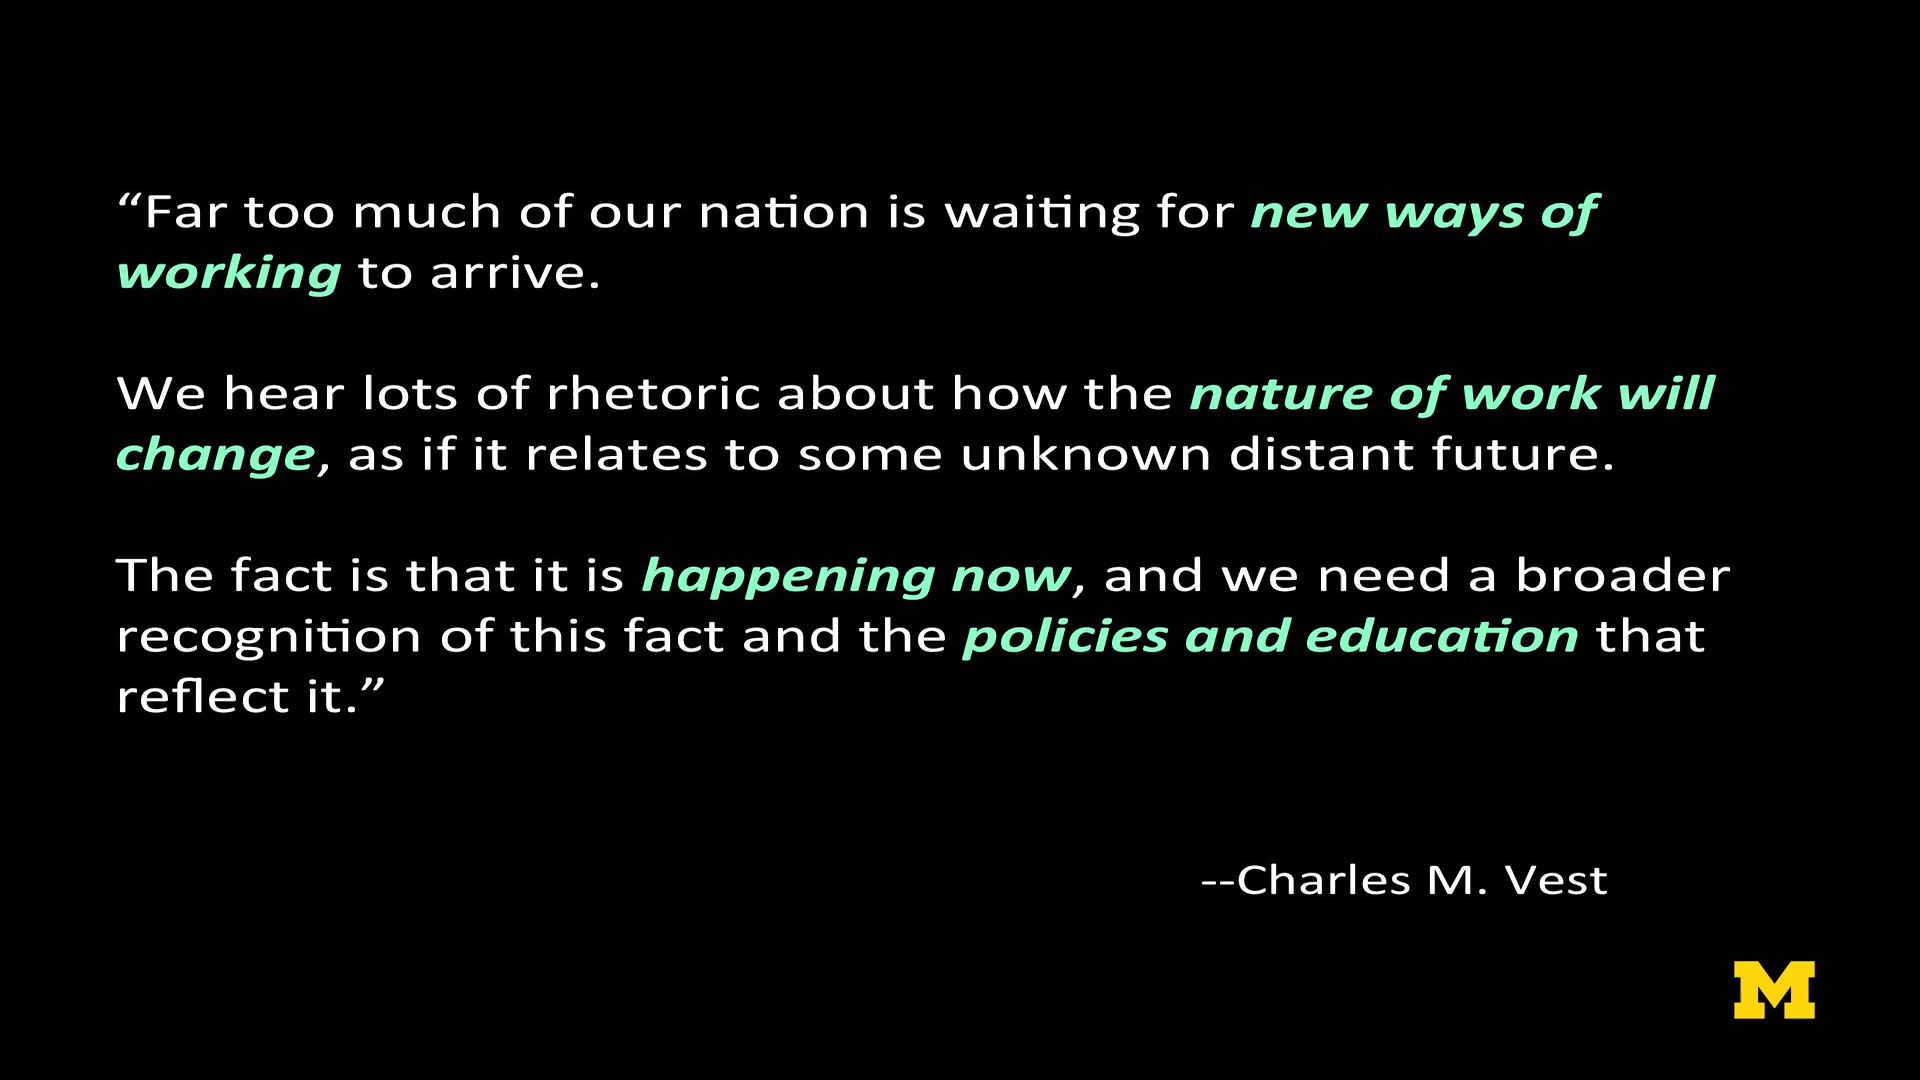 “Far too much of our nation is waiting for new ways of
working to arrive.
We hear lots of rhetoric about how the nature of work will
change, as if it relates to some unknown distant future.
The fact is that it is happening now, and we need a broader
recognition of this fact and the policies and education that
reflect it.”
--Charles M. Vest
M